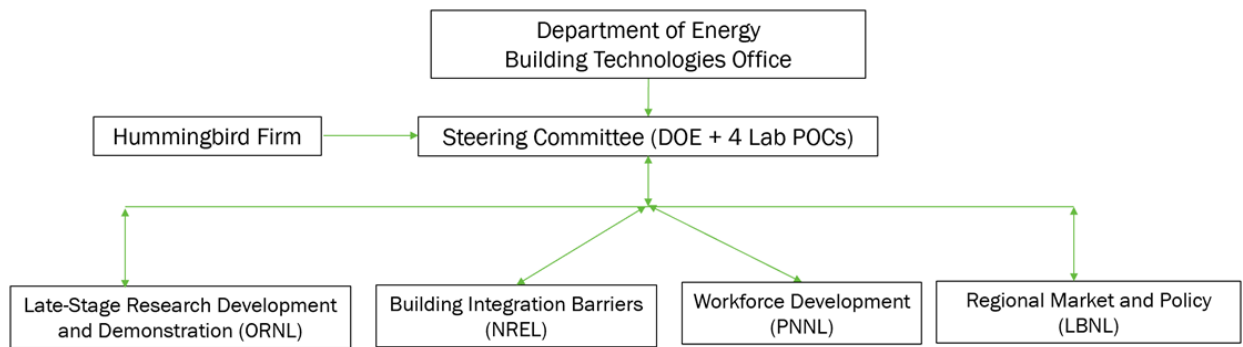 Department of Energy
Building Technologies Office
Hummingbird Firm
Steering Committee (DOE + 4 Lab POCs)
Late-Stage Research Development
and Demonstration (ORNL)
Building Integration Barriers
(NREL)
Workforce Development
(PNNL)
Regional Market and Policy
(LBNL)